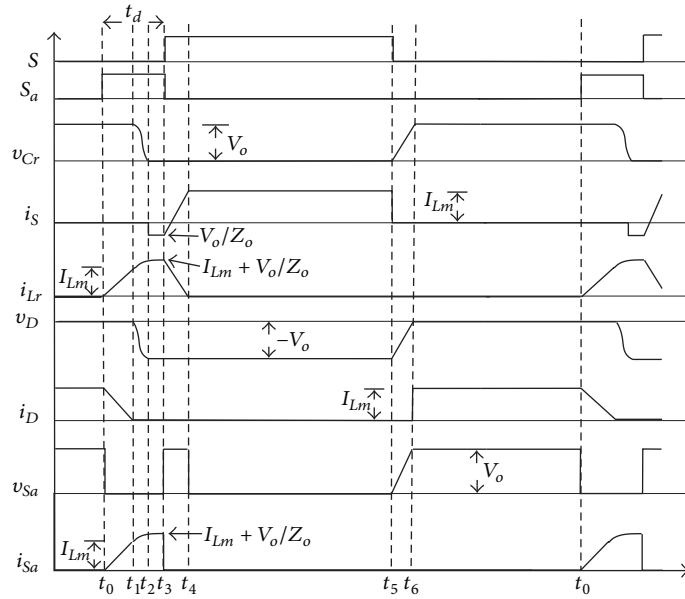 t_d
S
S_a
V_o
v_Cr
i_S
I_Lm
V_o/Z_o
I_Lm + V_o/Z_o
I_Lm
i_Lr
v_D
−V_o
i_D
I_Lm
v_Sa
V_o
I_Lm + V_o/Z_o
I_Lm
i_Sa
t_0 t_1 t_2 t_3 t_4 t_5 t_6 t_0